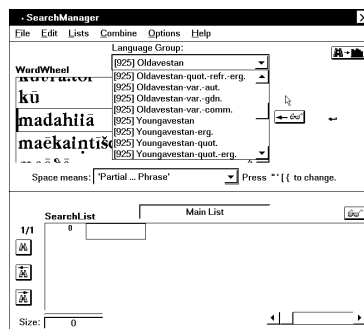 SearchManager
File Edit Lists Combine Options Help
Language Group:
[925] Oldavestan
WordWheel
[925] Oldavestan-quot.-refr.-erg.
[925] Oldavestan-var.-aut.
[925] Oldavestan-var.-gdn.
[925] Oldavestan-var.-comm.
[925] Youngavestan
[925] Youngavestan-erg.
[925] Youngavestan-quot.
[925] Youngavestan-quot.-erg.
kū
madahiiā
Space means: 'Partial ... Phrase' Press "'[{ to change.
SearchList Main List
1/1 0
Size: 0